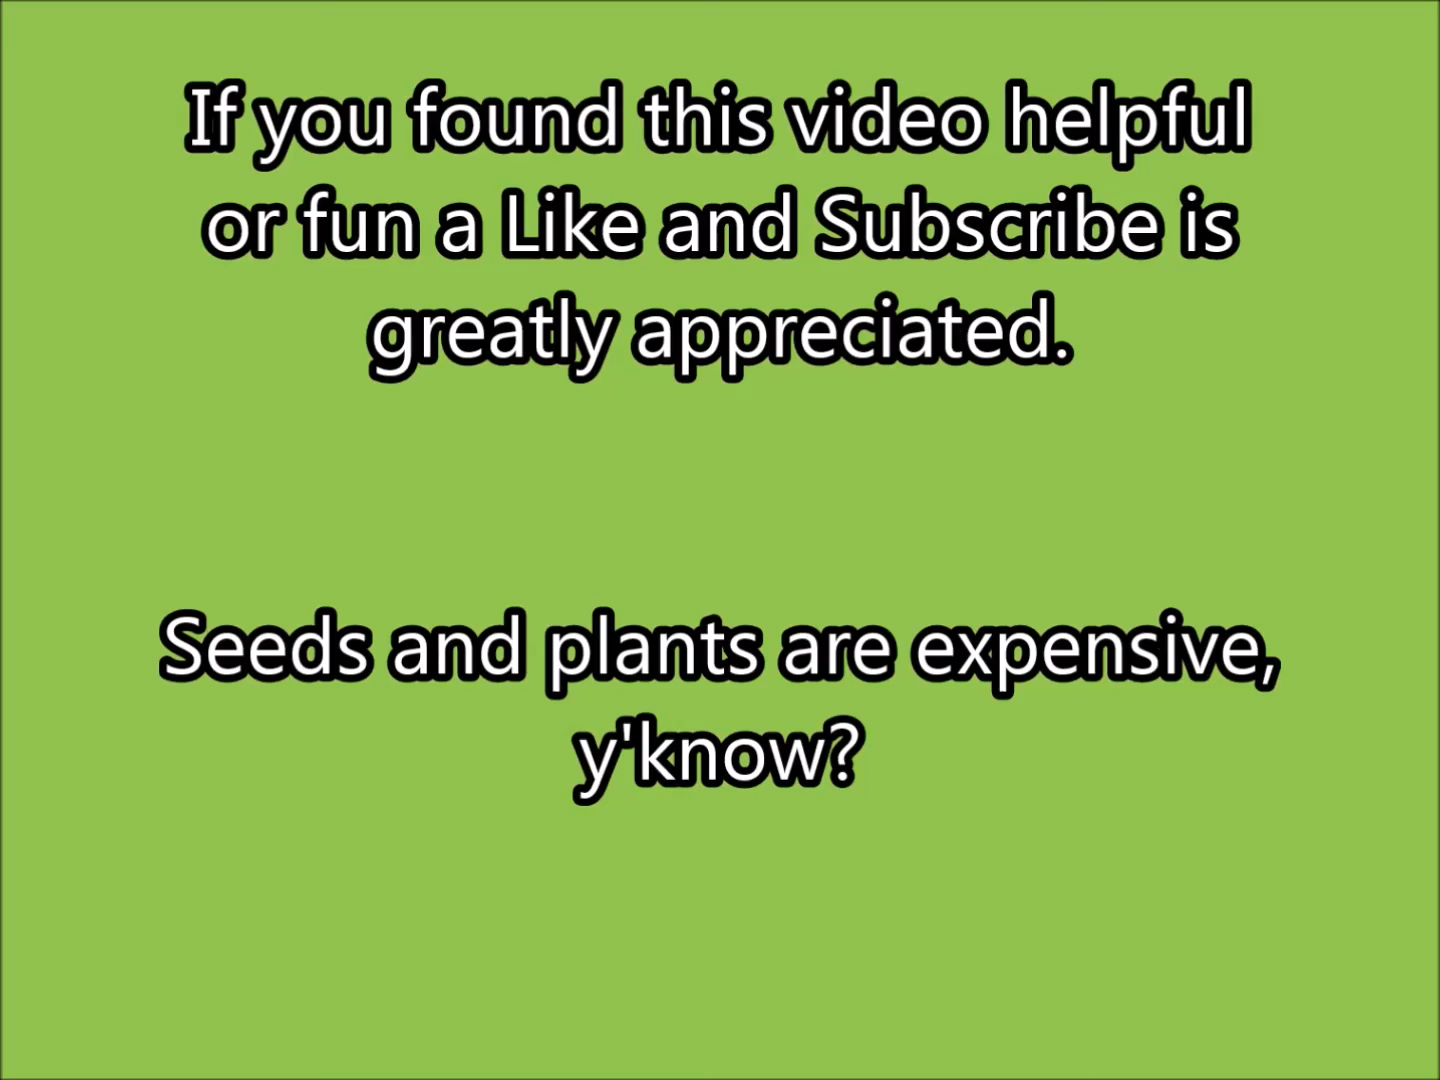 If you found this video helpful
or fun a Like and Subscribe is
greatly appreciated.
Seeds and plants are expensive,
y'know?